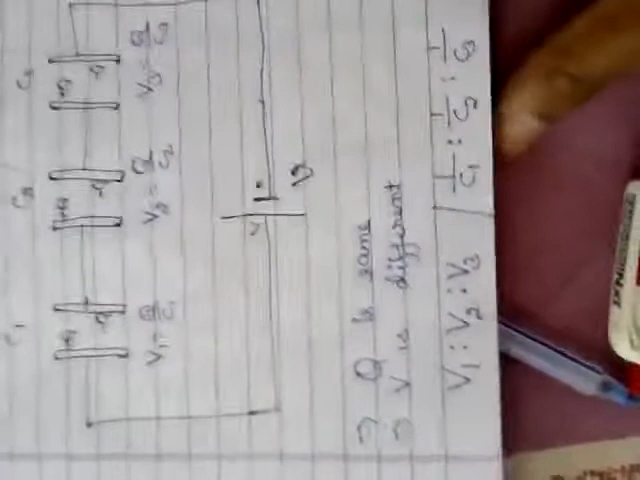 C₁ C₂ C₃
+Q -Q +Q -Q +Q -Q
V₁ = Q/C₁ V₂ = Q/C₂ V₃ = Q/C₃
V
⇒ Q is same
⇒ V is different
V₁ : V₂ : V₃ / 1/C₁ : 1/C₂ : 1/C₃